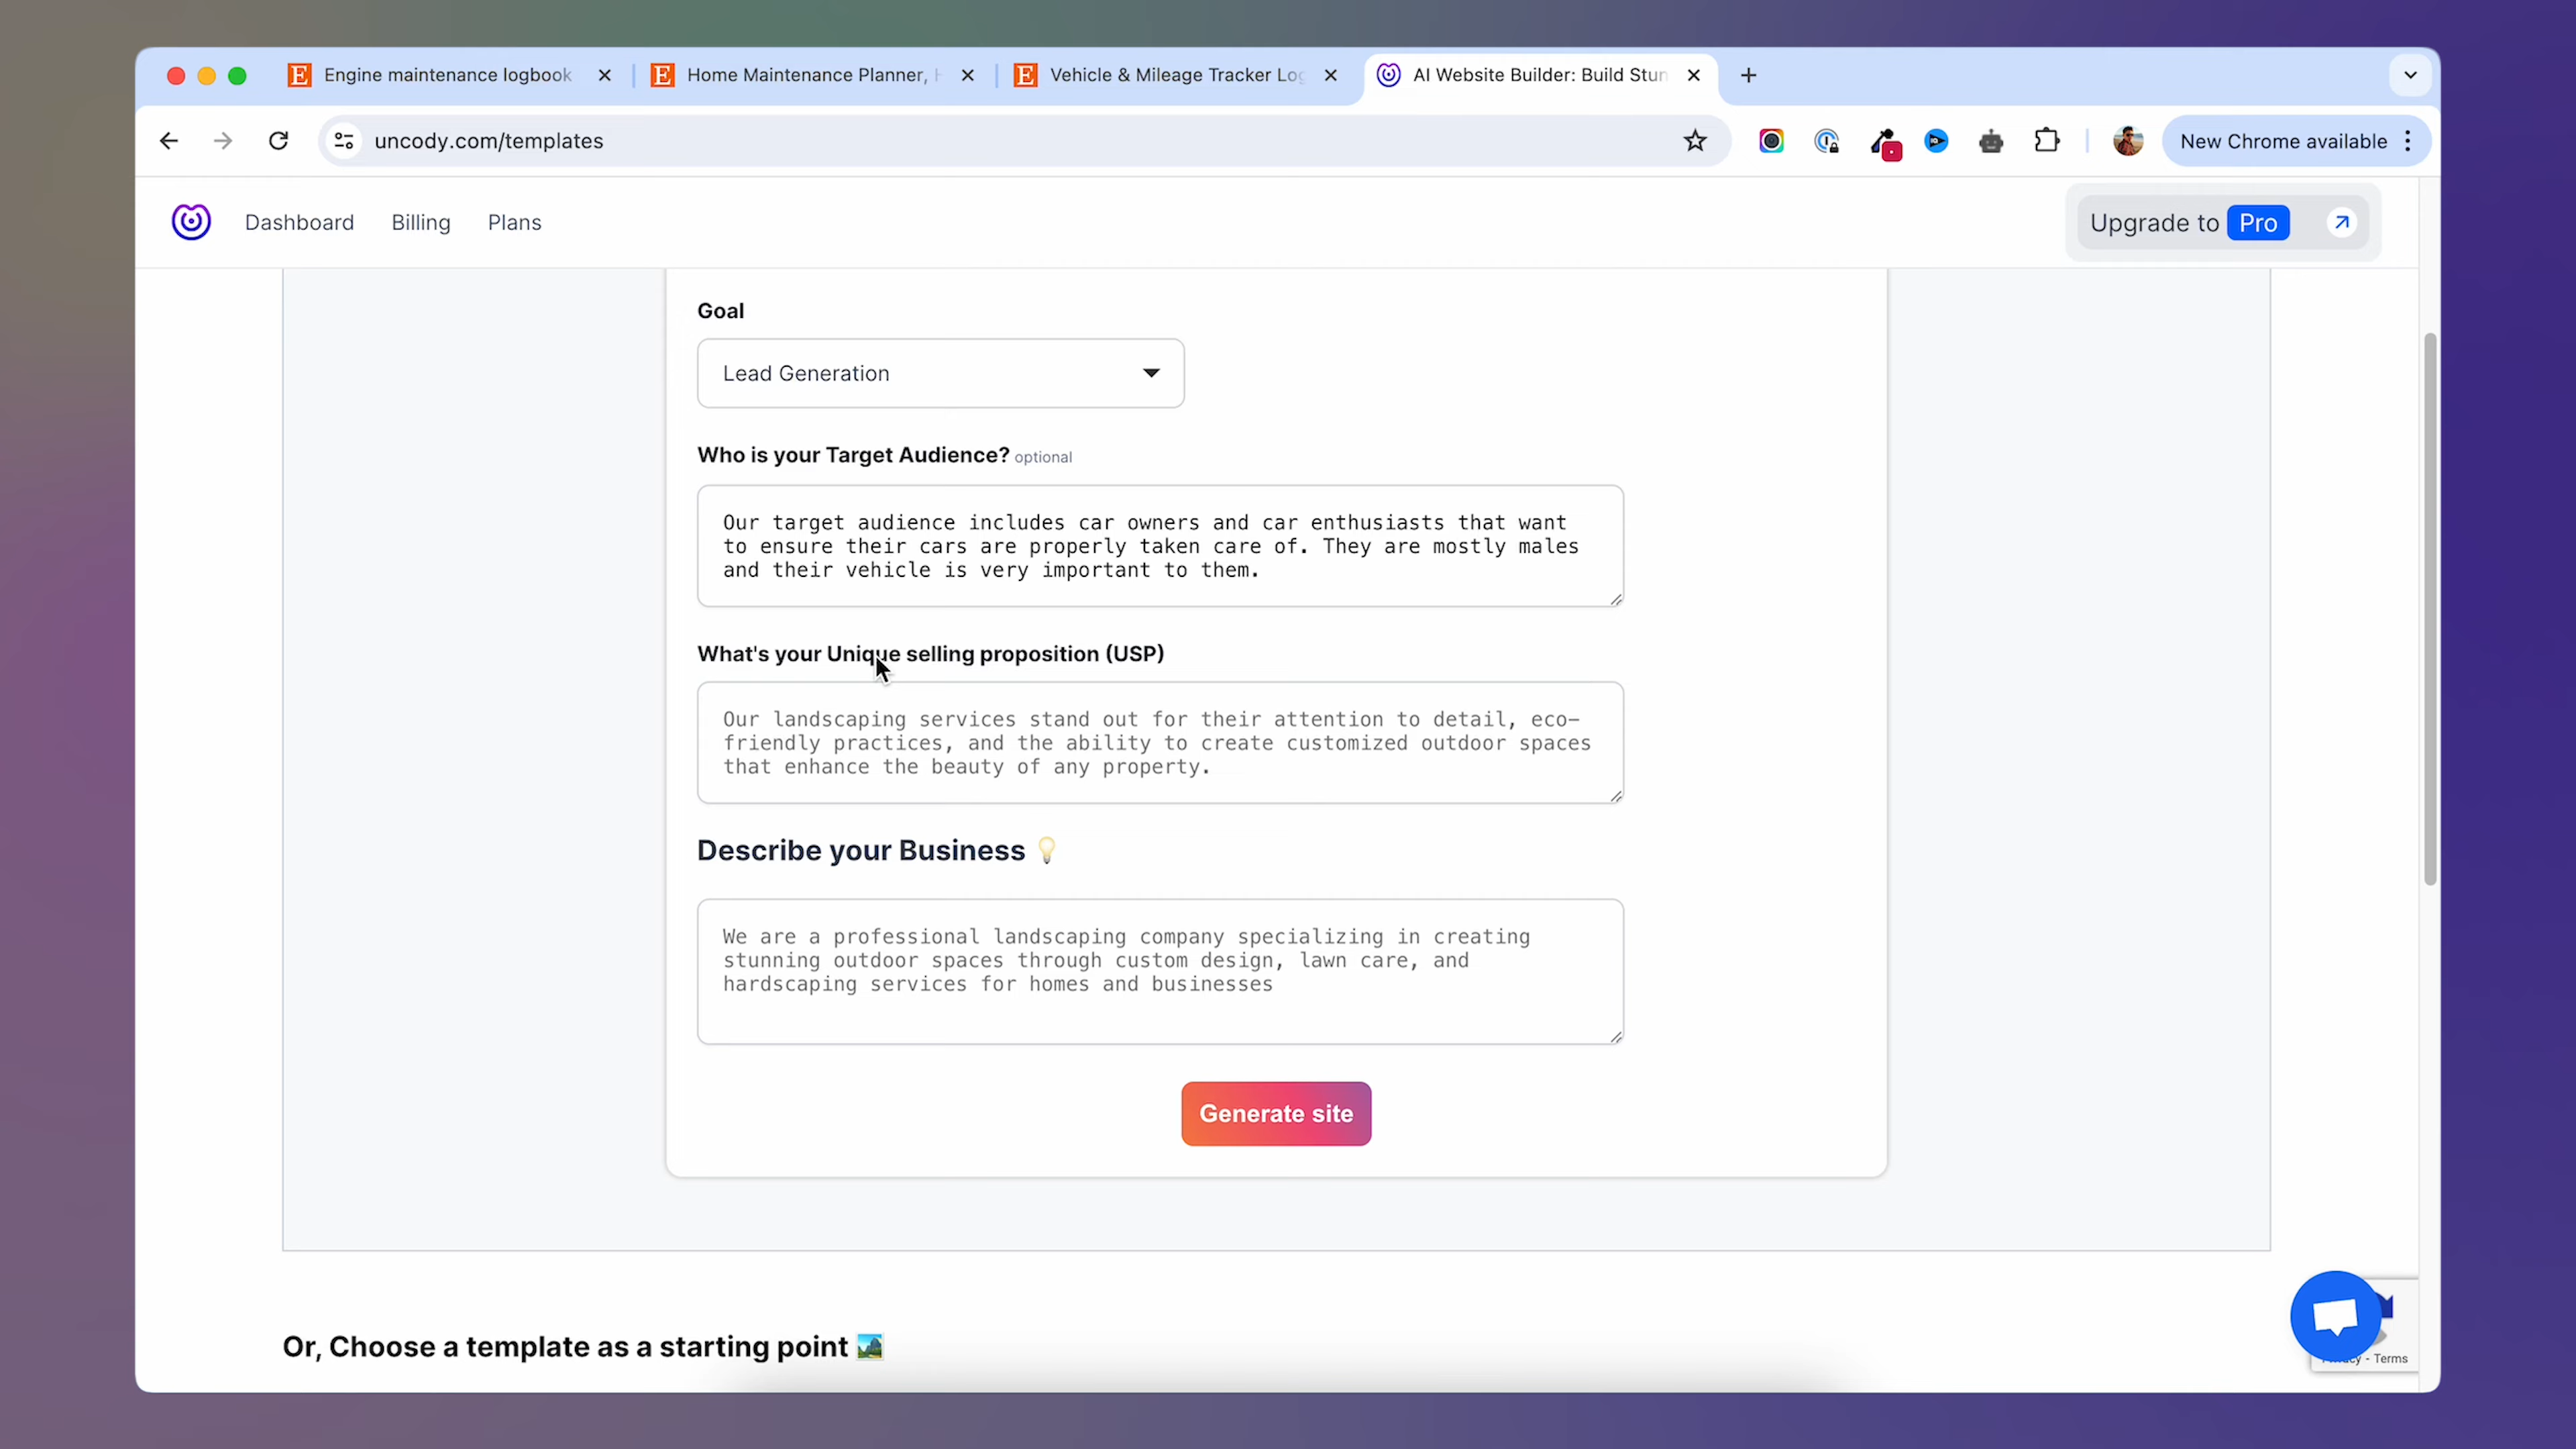 Engine maintenance logbook
Home Maintenance Planner,
Vehicle & Mileage Tracker Log
AI Website Builder: Build Stun
uncody.com/templates
New Chrome available
Dashboard
Billing
Plans
Upgrade to Pro
Goal
Lead Generation
Who is your Target Audience? optional
Our target audience includes car owners and car enthusiasts that want
to ensure their cars are properly taken care of. They are mostly males
and their vehicle is very important to them.
What's your Unique selling proposition (USP)
Our landscaping services stand out for their attention to detail, eco-
friendly practices, and the ability to create customized outdoor spaces
that enhance the beauty of any property.
Describe your Business
We are a professional landscaping company specializing in creating
stunning outdoor spaces through custom design, lawn care, and
hardscaping services for homes and businesses
Generate site
Or, Choose a template as a starting point
- Terms